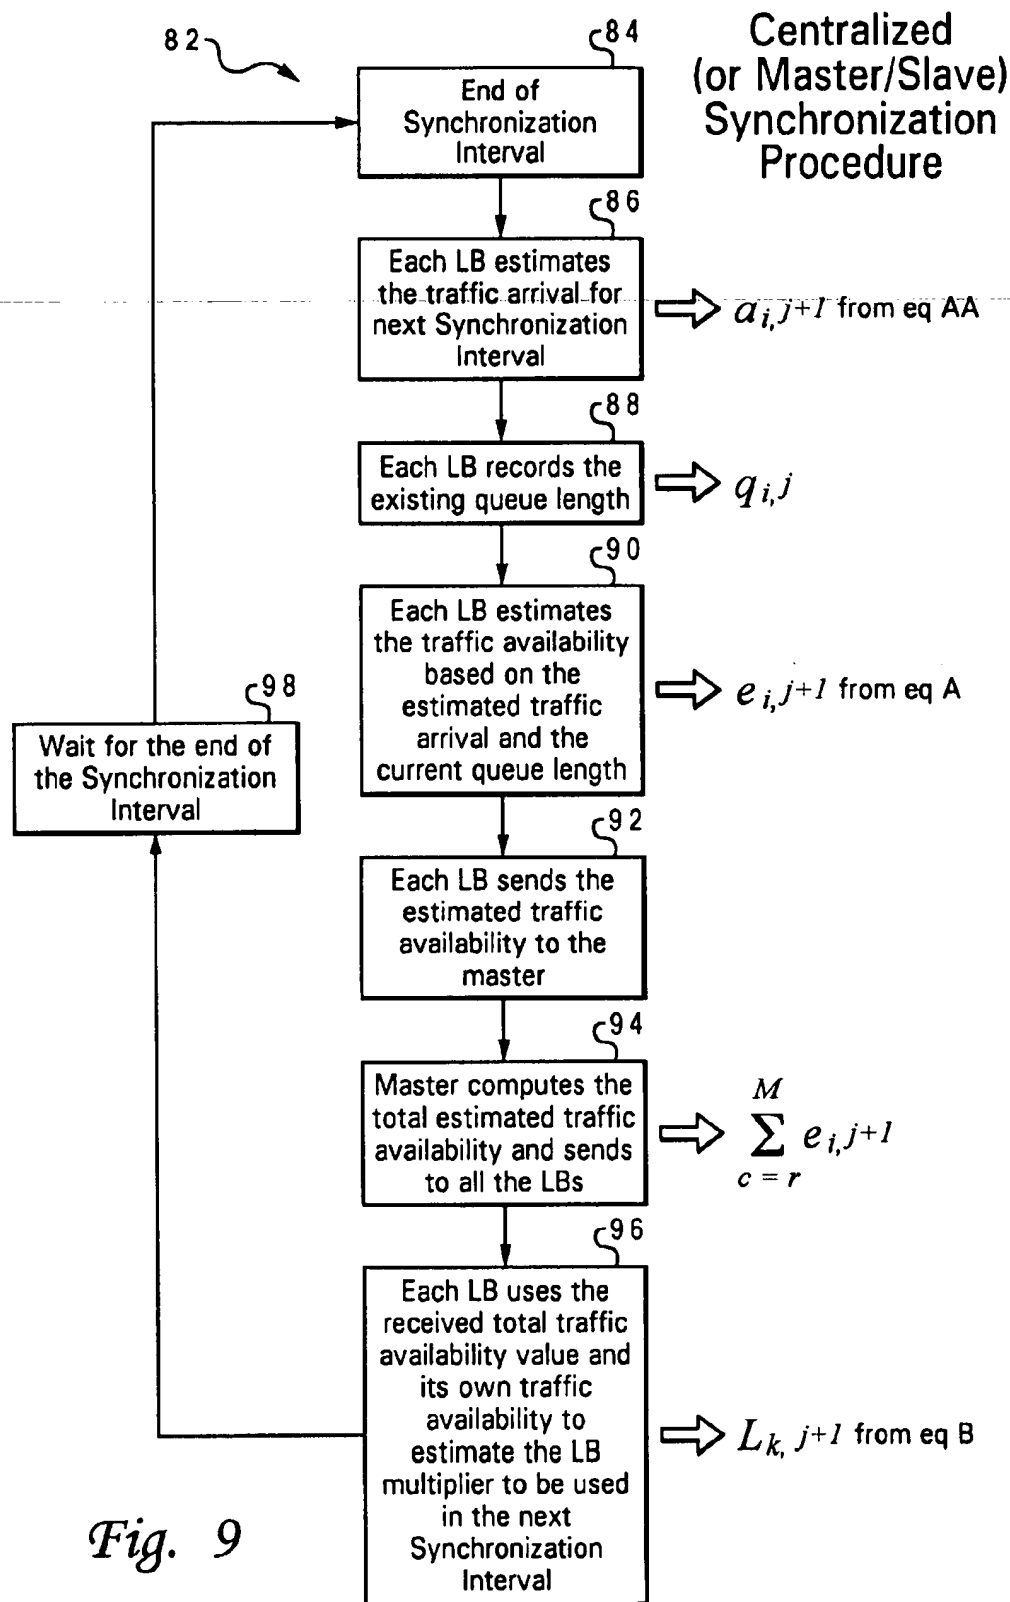 82
Centralized
(or Master/Slave)
Synchronization
Procedure
84
End of
Synchronization
Interval
86
Each LB estimates
the traffic arrival for
next Synchronization
Interval
a i, j+1 from eq AA
88
Each LB records the
existing queue length
q i, j
90
Each LB estimates
the traffic availability
based on the
estimated traffic
arrival and the
current queue length
e i, j+1 from eq A
98
Wait for the end of
the Synchronization
Interval
92
Each LB sends the
estimated traffic
availability to the
master
94
Master computes the
total estimated traffic
availability and sends
to all the LBs
M
∑ e i, j+1
c = r
96
Each LB uses the
received total traffic
availability value and
its own traffic
availability to
estimate the LB
multiplier to be used
in the next
Synchronization
Interval
L k, j+1 from eq B
Fig. 9